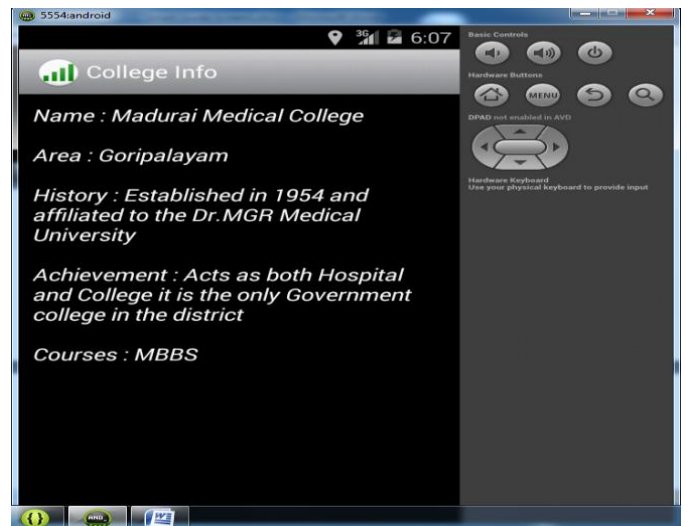 5554:android
3G 6:07
College Info
Name : Madurai Medical College
Area : Goripalayam
History : Established in 1954 and
affiliated to the Dr.MGR Medical
University
Achievement : Acts as both Hospital
and College it is the only Government
college in the district
Courses : MBBS
Basic Controls
Hardware Buttons
MENU
DPAD not enabled in AVD
Hardware Keyboard
Use your physical keyboard to provide input
AND
W